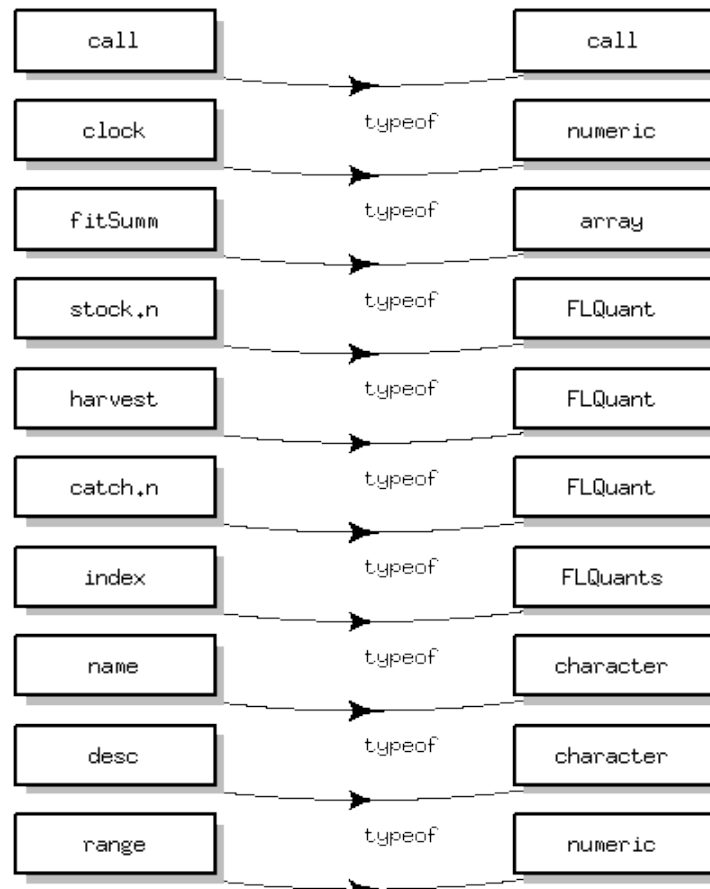 call call
typeof
clock numeric
typeof
fitSumm array
typeof
stock.n FLQuant
typeof
harvest FLQuant
typeof
catch.n FLQuant
typeof
index FLQuants
typeof
name character
typeof
desc character
typeof
range numeric